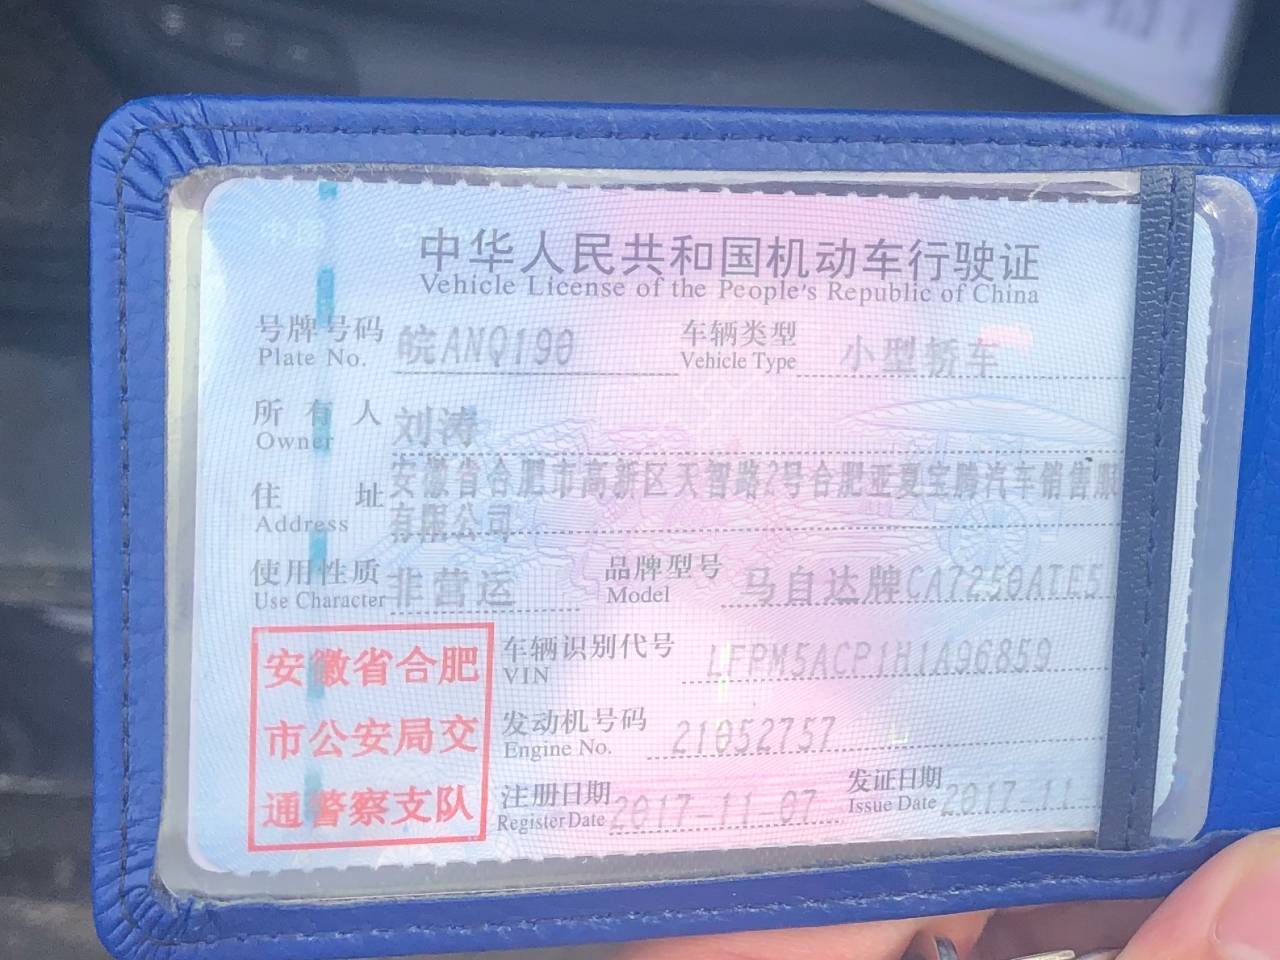 中华人民共和国机动车行驶证
Vehicle License of the People's Republic of China
号牌号码 皖ANQ190 车辆类型 小型轿车
Plate No. Vehicle Type
所有人 刘涛
Owner
住址 安徽省合肥市高新区天智路2号合肥亚夏宝腾汽车销售服
Address 有限公司
使用性质 非营运 品牌型号 马自达牌CA7250ATE5
Use Character Model
车辆识别代号 LFPM5ACP1H1A96859
VIN
发动机号码 21052757
Engine No.
注册日期 2017-11-07 发证日期 2017-11
Register Date Issue Date
安徽省合肥
市公安局交
通警察支队